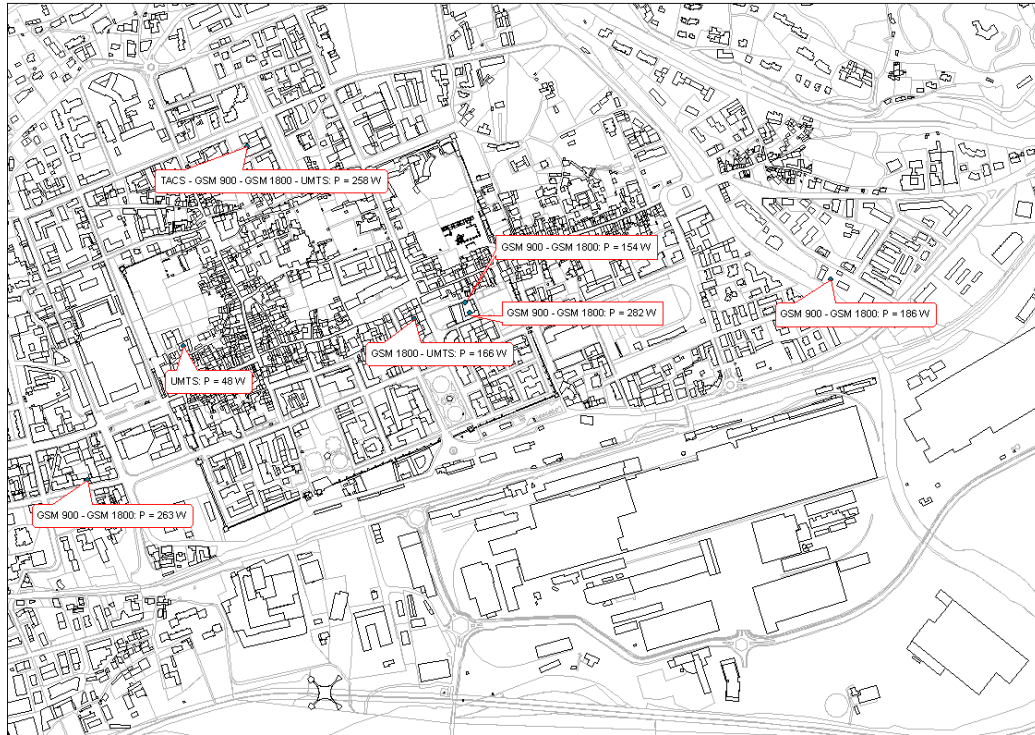 TACS - GSM 900 - GSM 1800 - UMTS: P = 258 W
GSM 900 - GSM 1800: P = 154 W
GSM 900 - GSM 1800: P = 282 W
GSM 900 - GSM 1800: P = 186 W
GSM 1800 - UMTS: P = 166 W
UMTS: P = 48 W
GSM 900 - GSM 1800: P = 263 W